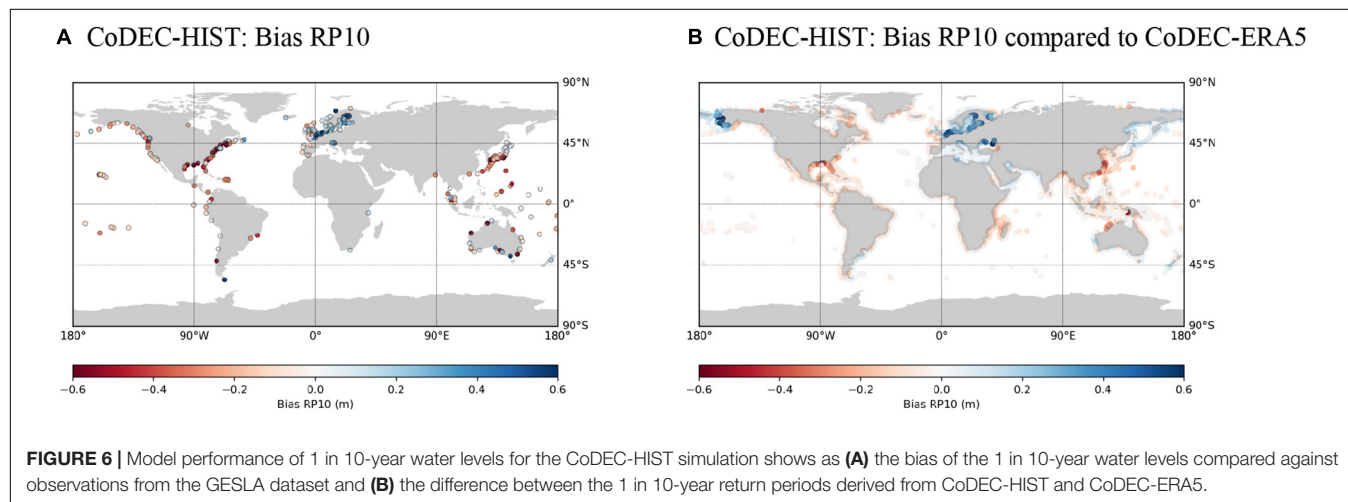 A CoDEC-HIST: Bias RP10
90°N
45°N
0°
45°S
90°S
180° 90°W 0° 90°E 180°
−0.6 −0.4 −0.2 0.0 0.2 0.4 0.6
Bias RP10 (m)
B CoDEC-HIST: Bias RP10 compared to CoDEC-ERA5
90°N
45°N
0°
45°S
90°S
180° 90°W 0° 90°E 180°
−0.6 −0.4 −0.2 0.0 0.2 0.4 0.6
Bias RP10 (m)
FIGURE 6 | Model performance of 1 in 10-year water levels for the CoDEC-HIST simulation shows as (A) the bias of the 1 in 10-year water levels compared against
observations from the GESLA dataset and (B) the difference between the 1 in 10-year return periods derived from CoDEC-HIST and CoDEC-ERA5.